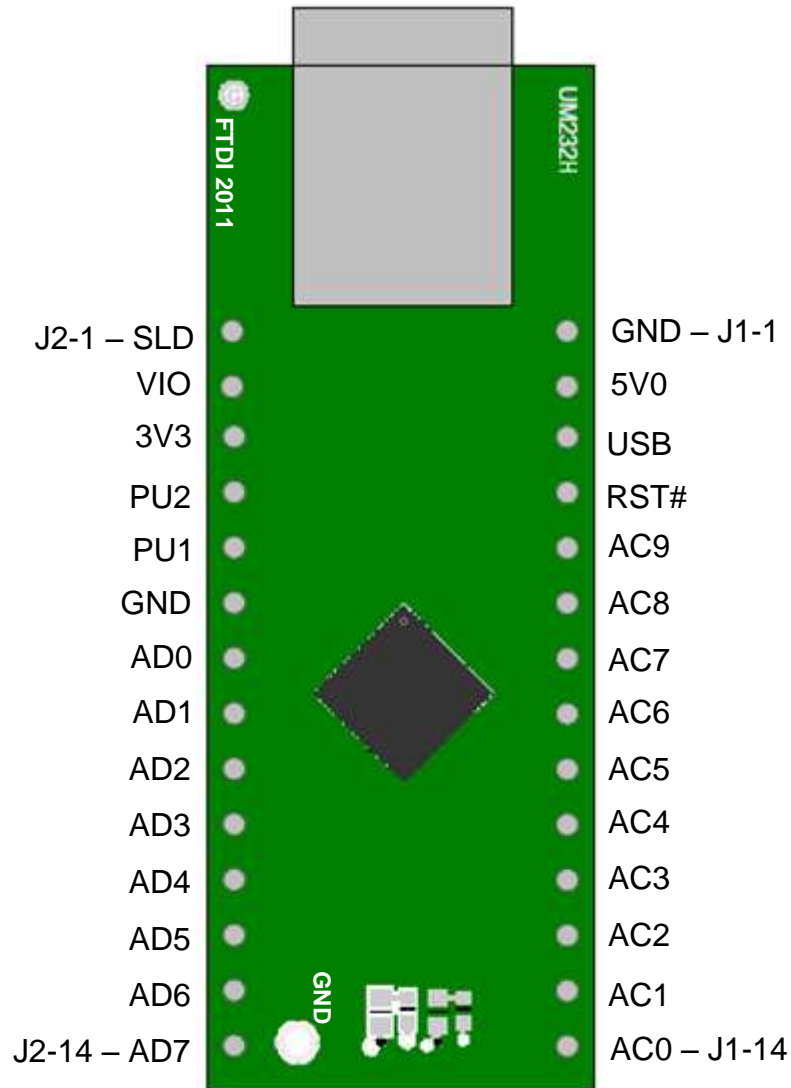 FTDI 2011
UM232H
J2-1 – SLD
GND – J1-1
VIO
5V0
3V3
USB
PU2
RST#
PU1
AC9
GND
AC8
AD0
AC7
AD1
AC6
AD2
AC5
AD3
AC4
AD4
AC3
AD5
AC2
AD6
GND
AC1
J2-14 – AD7
AC0 – J1-14